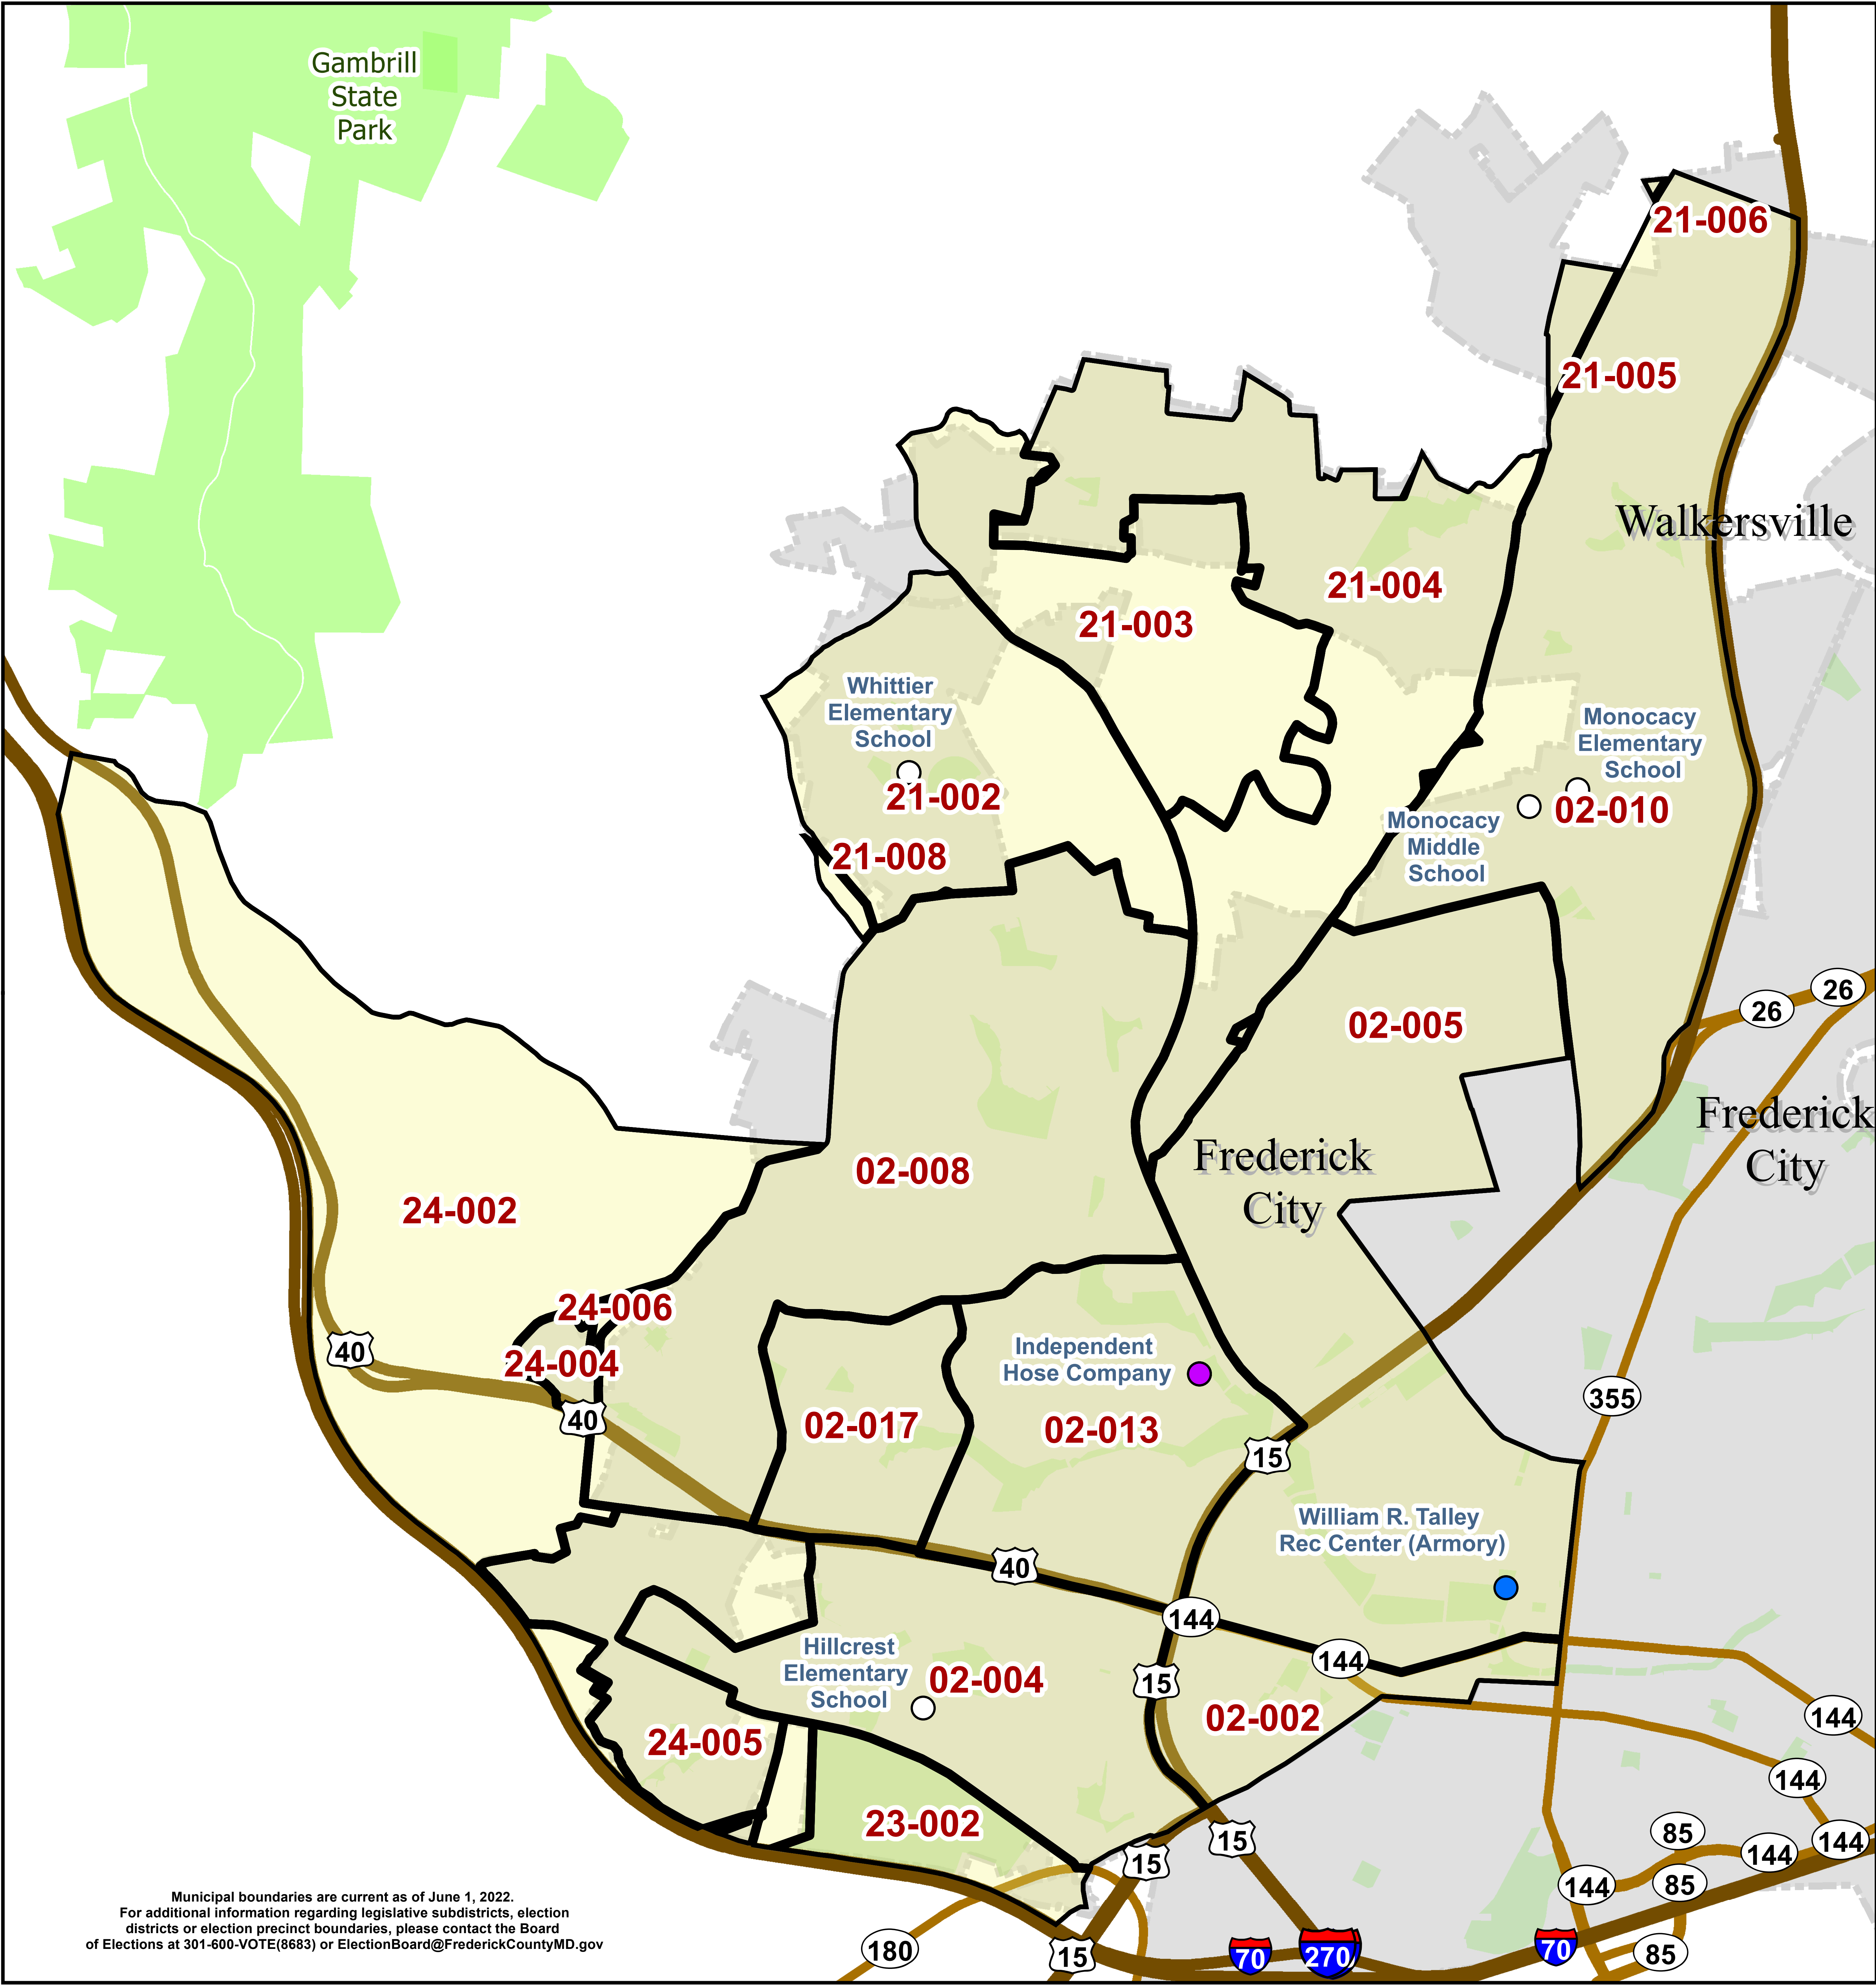 Gambrill
State
Park
21-006
21-005
Walkersville
21-004
21-003
Whittier
Elementary
School
21-002
21-008
Monocacy
Elementary
School
02-010
Monocacy
Middle
School
26
26
02-005
Frederick
City
Frederick
City
02-008
24-002
24-006
24-004
40
40
Independent
Hose Company
02-017
02-013
355
15
William R. Talley
Rec Center (Armory)
40
144
144
Hillcrest
Elementary
School
02-004
15
02-002
24-005
23-002
144
144
15
15
85
144
144
144
85
180
15
70
270
70
85
Municipal boundaries are current as of June 1, 2022.
For additional information regarding legislative subdistricts, election
districts or election precinct boundaries, please contact the Board
of Elections at 301-600-VOTE(8683) or ElectionBoard@FrederickCountyMD.gov